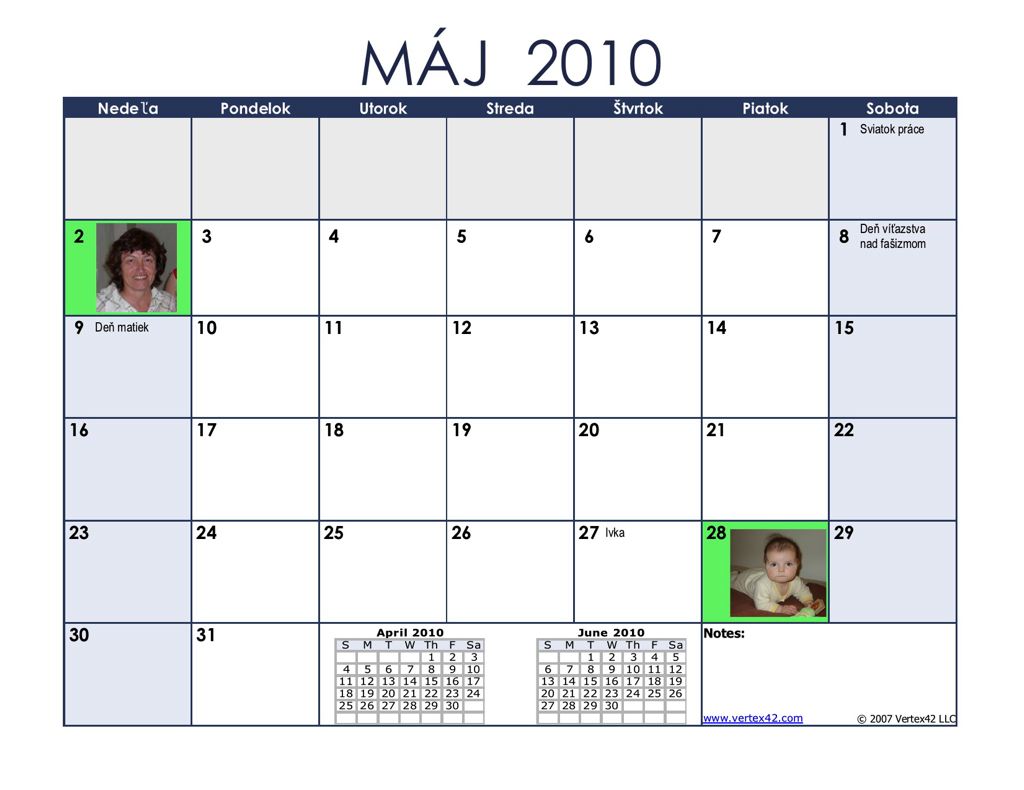 MÁJ 2010
Nedeľa Pondelok Utorok Streda Štvrtok Piatok Sobota
1 Sviatok práce
2 3 4 5 6 7 8 Deň víťazstva
nad fašizmom
9 Deň matiek 10 11 12 13 14 15
16 17 18 19 20 21 22
23 24 25 26 27 Ivka 28 29
30 31
April 2010
S M T W Th F Sa
1 2 3
4 5 6 7 8 9 10
11 12 13 14 15 16 17
18 19 20 21 22 23 24
25 26 27 28 29 30
June 2010
S M T W Th F Sa
1 2 3 4 5
6 7 8 9 10 11 12
13 14 15 16 17 18 19
20 21 22 23 24 25 26
27 28 29 30
Notes:
www.vertex42.com © 2007 Vertex42 LLC